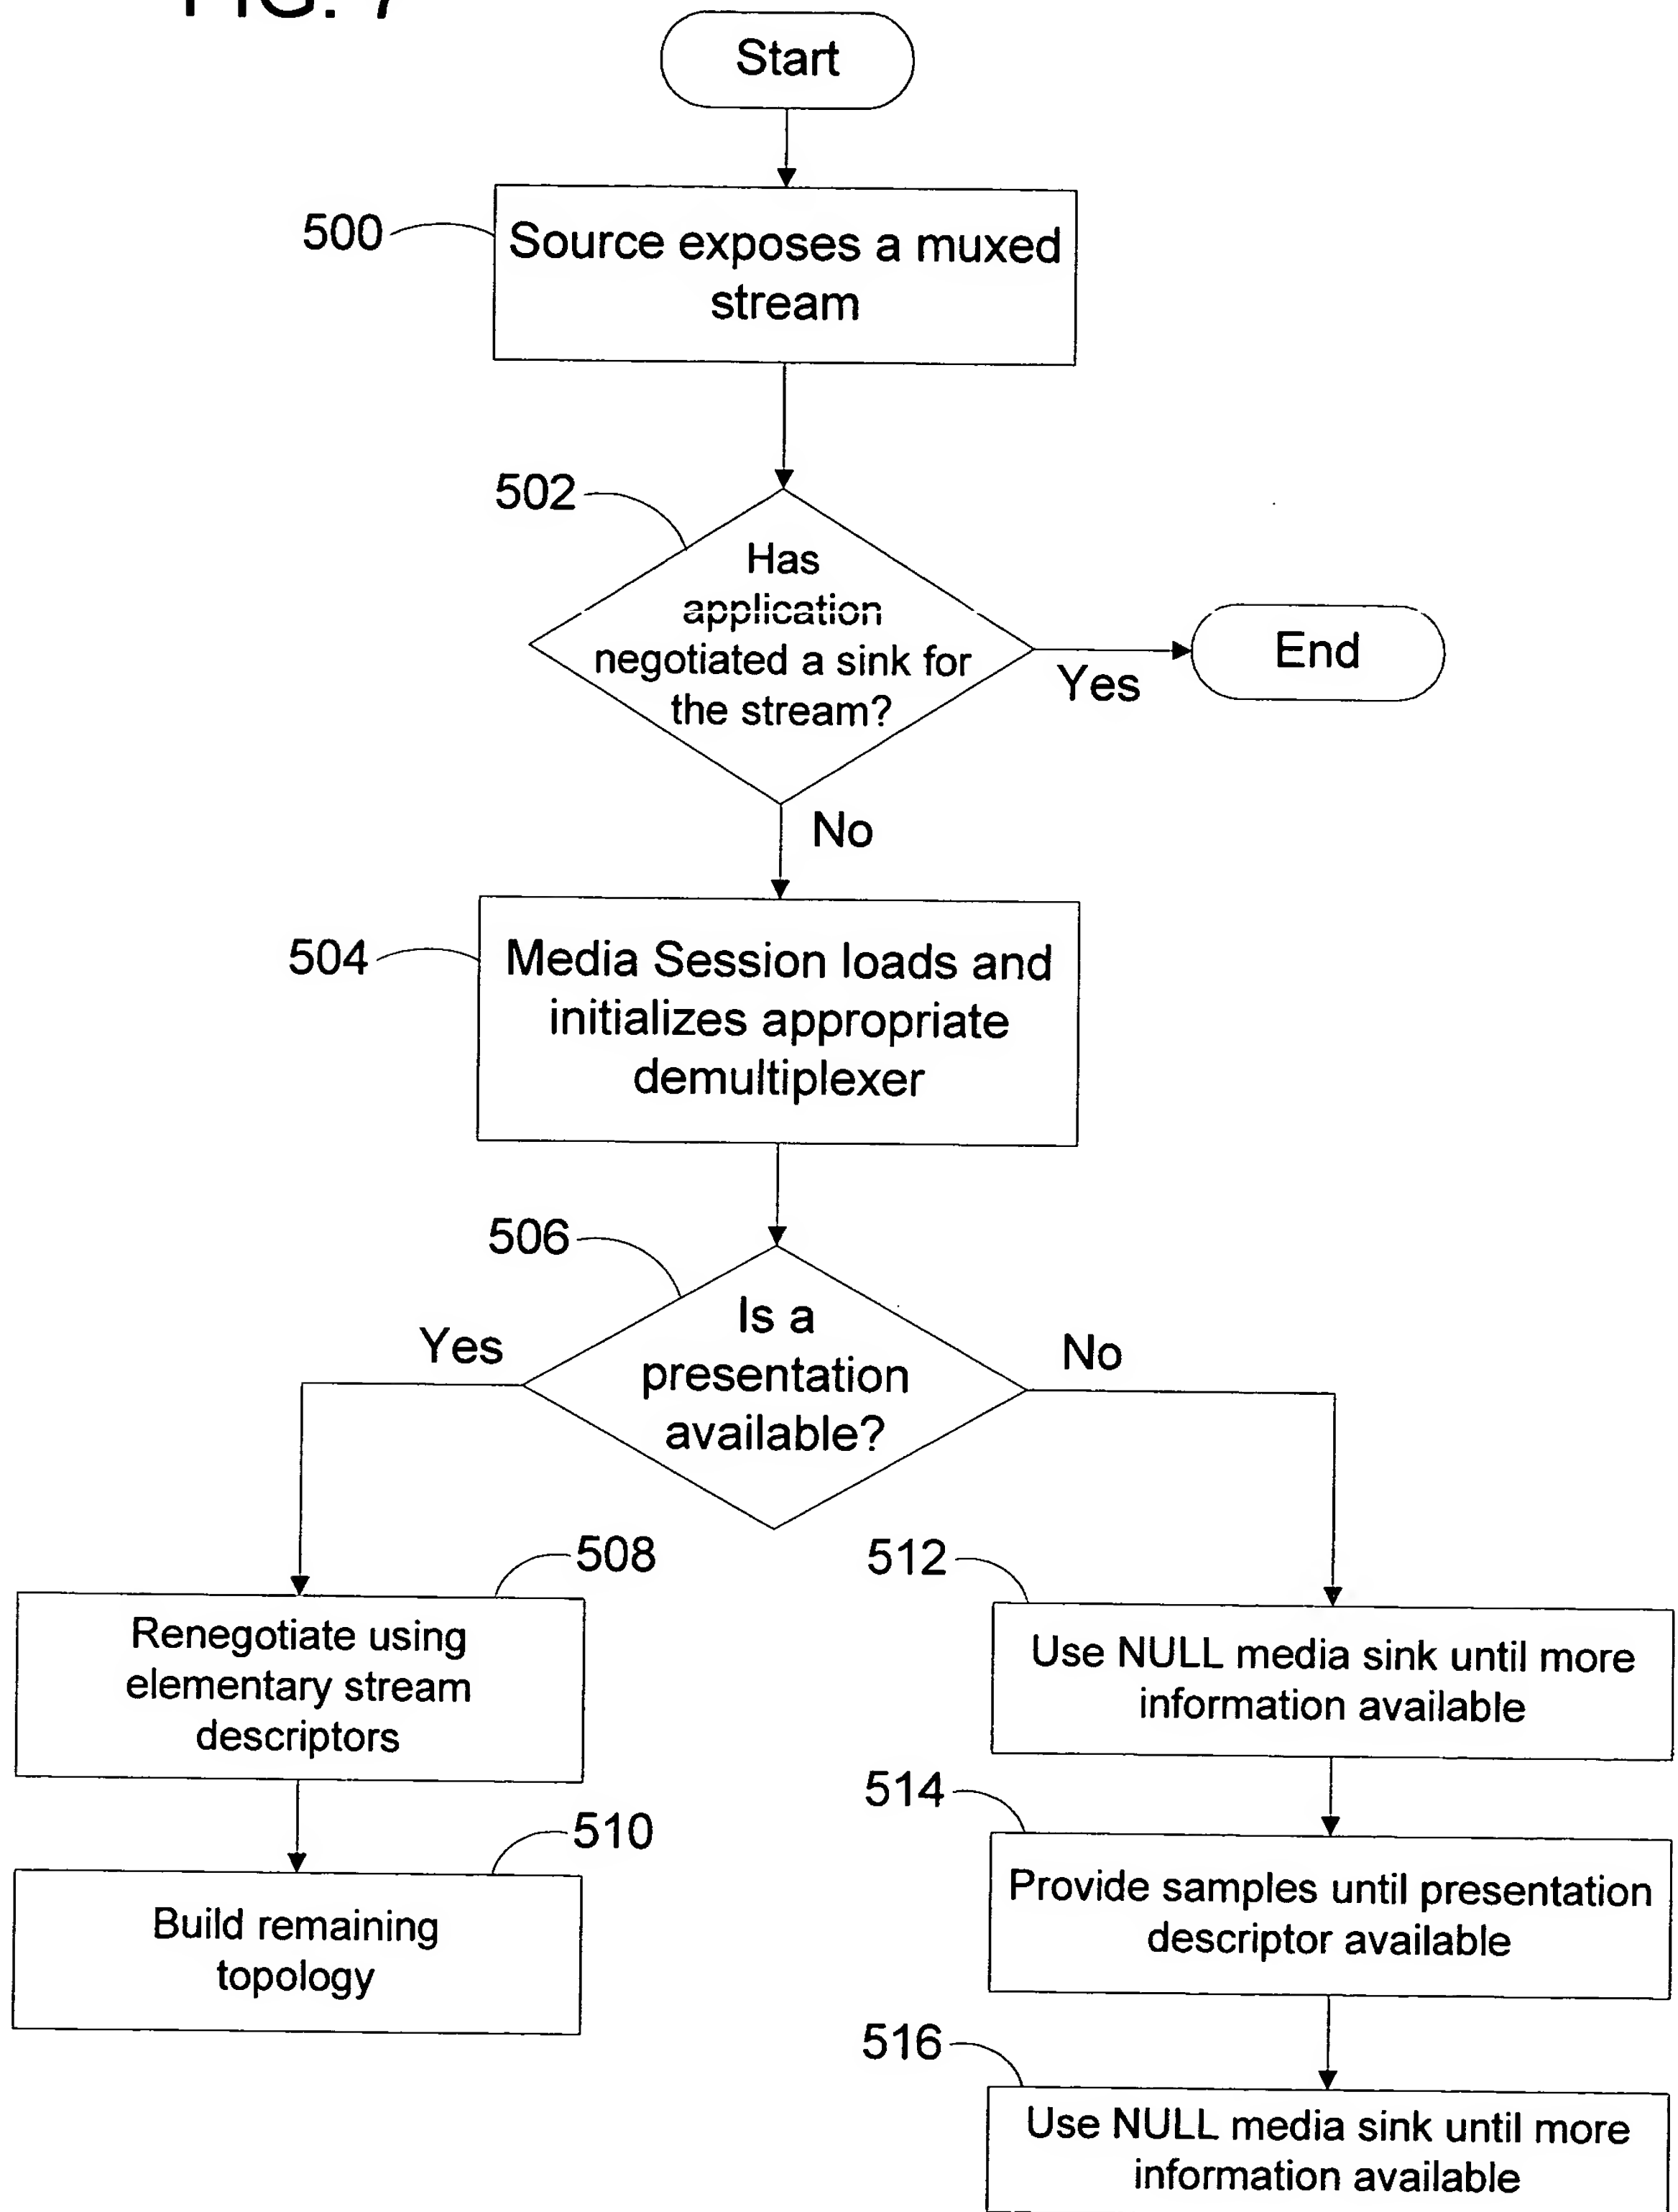 FIG. 7
Start
500
Source exposes a muxed
stream
502
Has
application
negotiated a sink for
the stream?
Yes
End
No
504
Media Session loads and
initializes appropriate
demultiplexer
506
Is a
presentation
available?
Yes
No
508
Renegotiate using
elementary stream
descriptors
510
Build remaining
topology
512
Use NULL media sink until more
information available
514
Provide samples until presentation
descriptor available
516
Use NULL media sink until more
information available